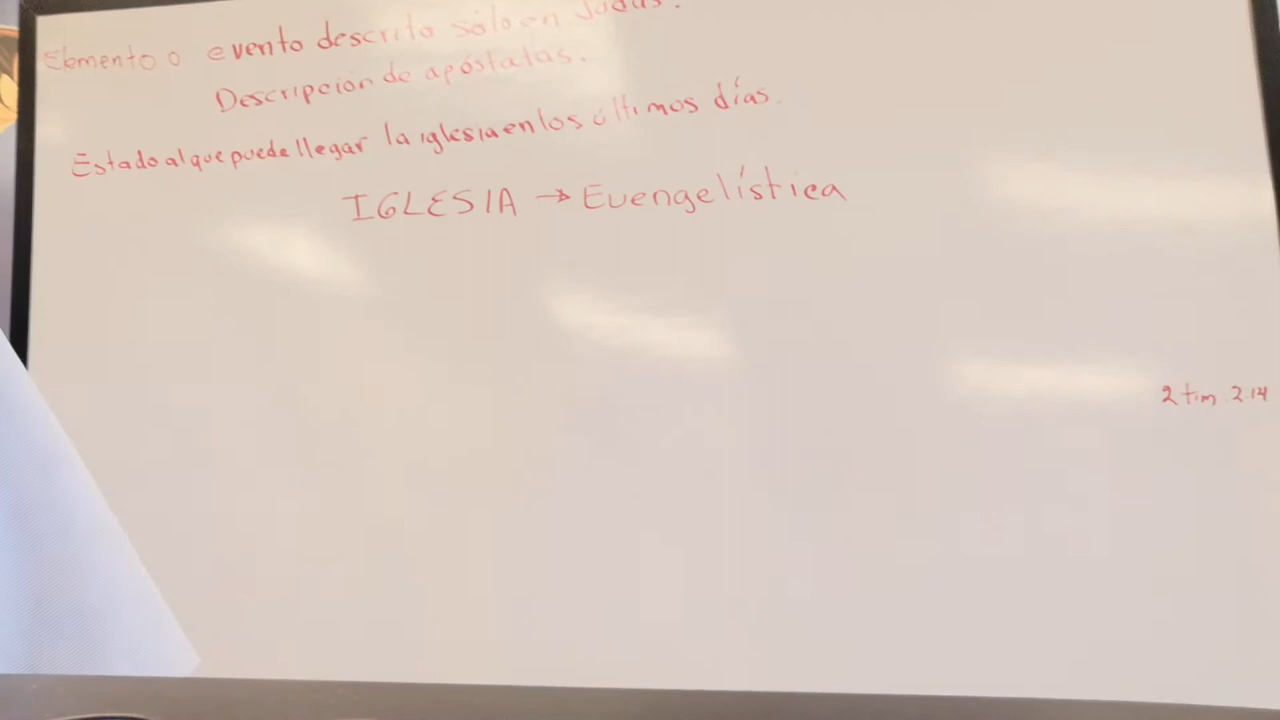 Elemento o evento descrito sólo en Judas.
Descripción de apóstatas.
Estado al que puede llegar la iglesia en los últimos días.
IGLESIA → Euengelística
2 tim. 2.14